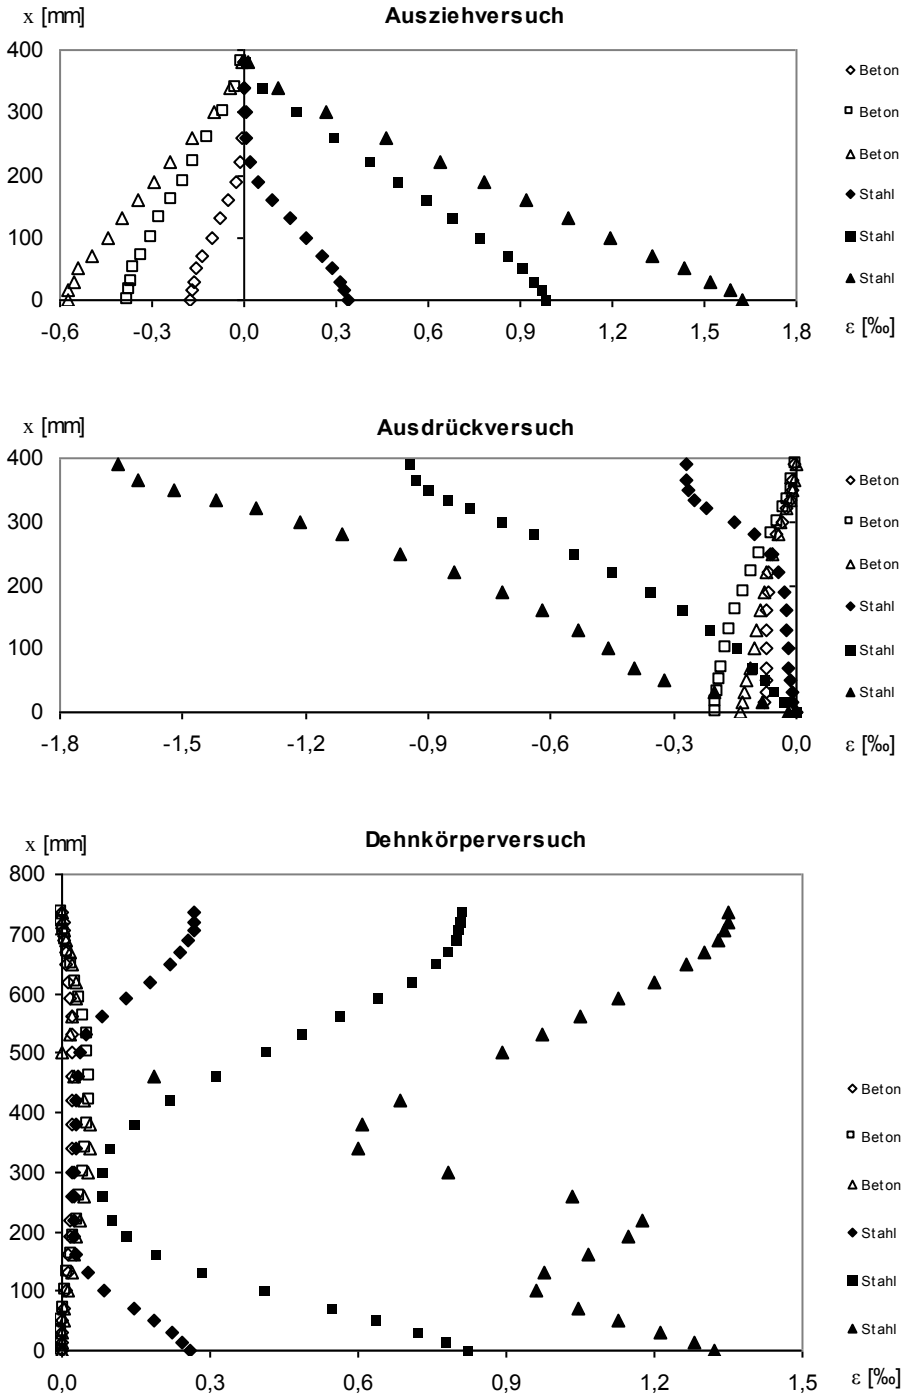 x [mm]
Ausziehversuch
400
300
200
100
0
-0,6 -0,3 0,0 0,3 0,6 0,9 1,2 1,5 1,8
ε [‰]
Beton
Beton
Beton
Stahl
Stahl
Stahl
x [mm]
Ausdrückversuch
400
300
200
100
0
-1,8 -1,5 -1,2 -0,9 -0,6 -0,3 0,0
ε [‰]
Beton
Beton
Beton
Stahl
Stahl
Stahl
x [mm]
Dehnkörperversuch
800
700
600
500
400
300
200
100
0
0,0 0,3 0,6 0,9 1,2 1,5
ε [‰]
Beton
Beton
Beton
Stahl
Stahl
Stahl